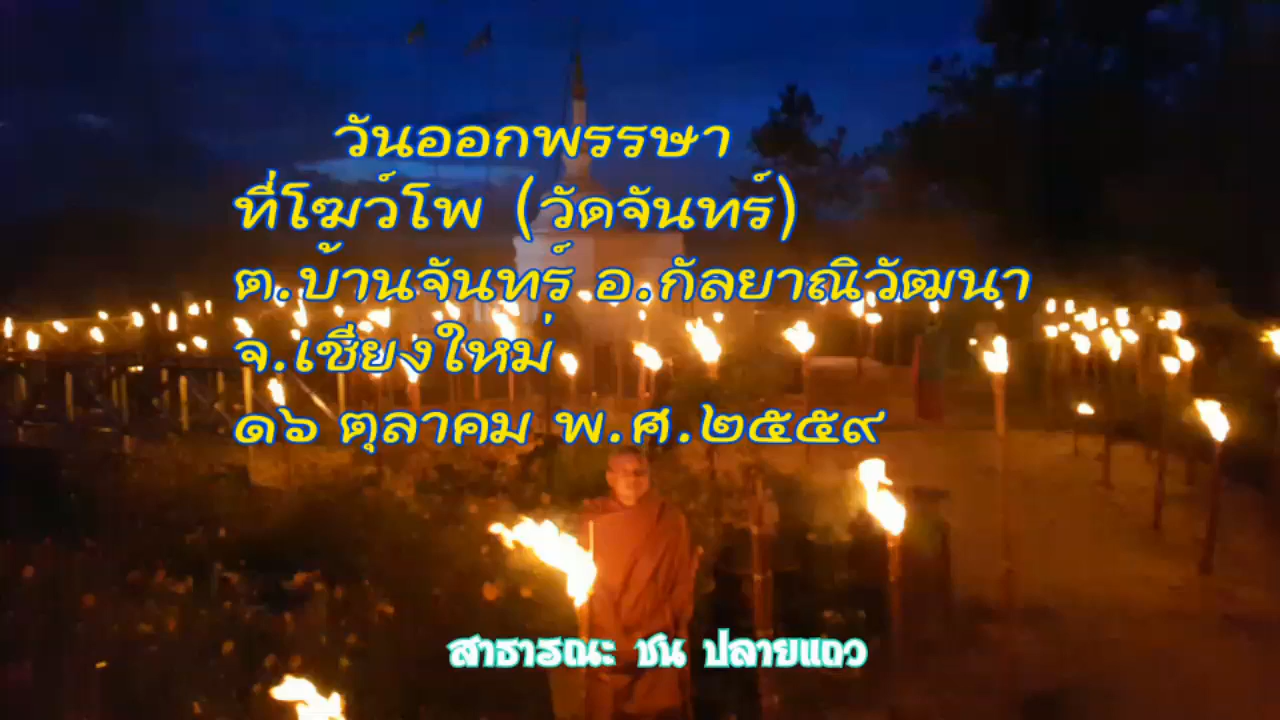 วันออกพรรษา
ที่โฆว์โพ (วัดจันทร์)
ต.บ้านจันทร์ อ.กัลยาณิวัฒนา
จ.เชียงใหม่
๑๖ ตุลาคม พ.ศ.๒๕๕๙
สาธารณะ ชน ปลายแถว